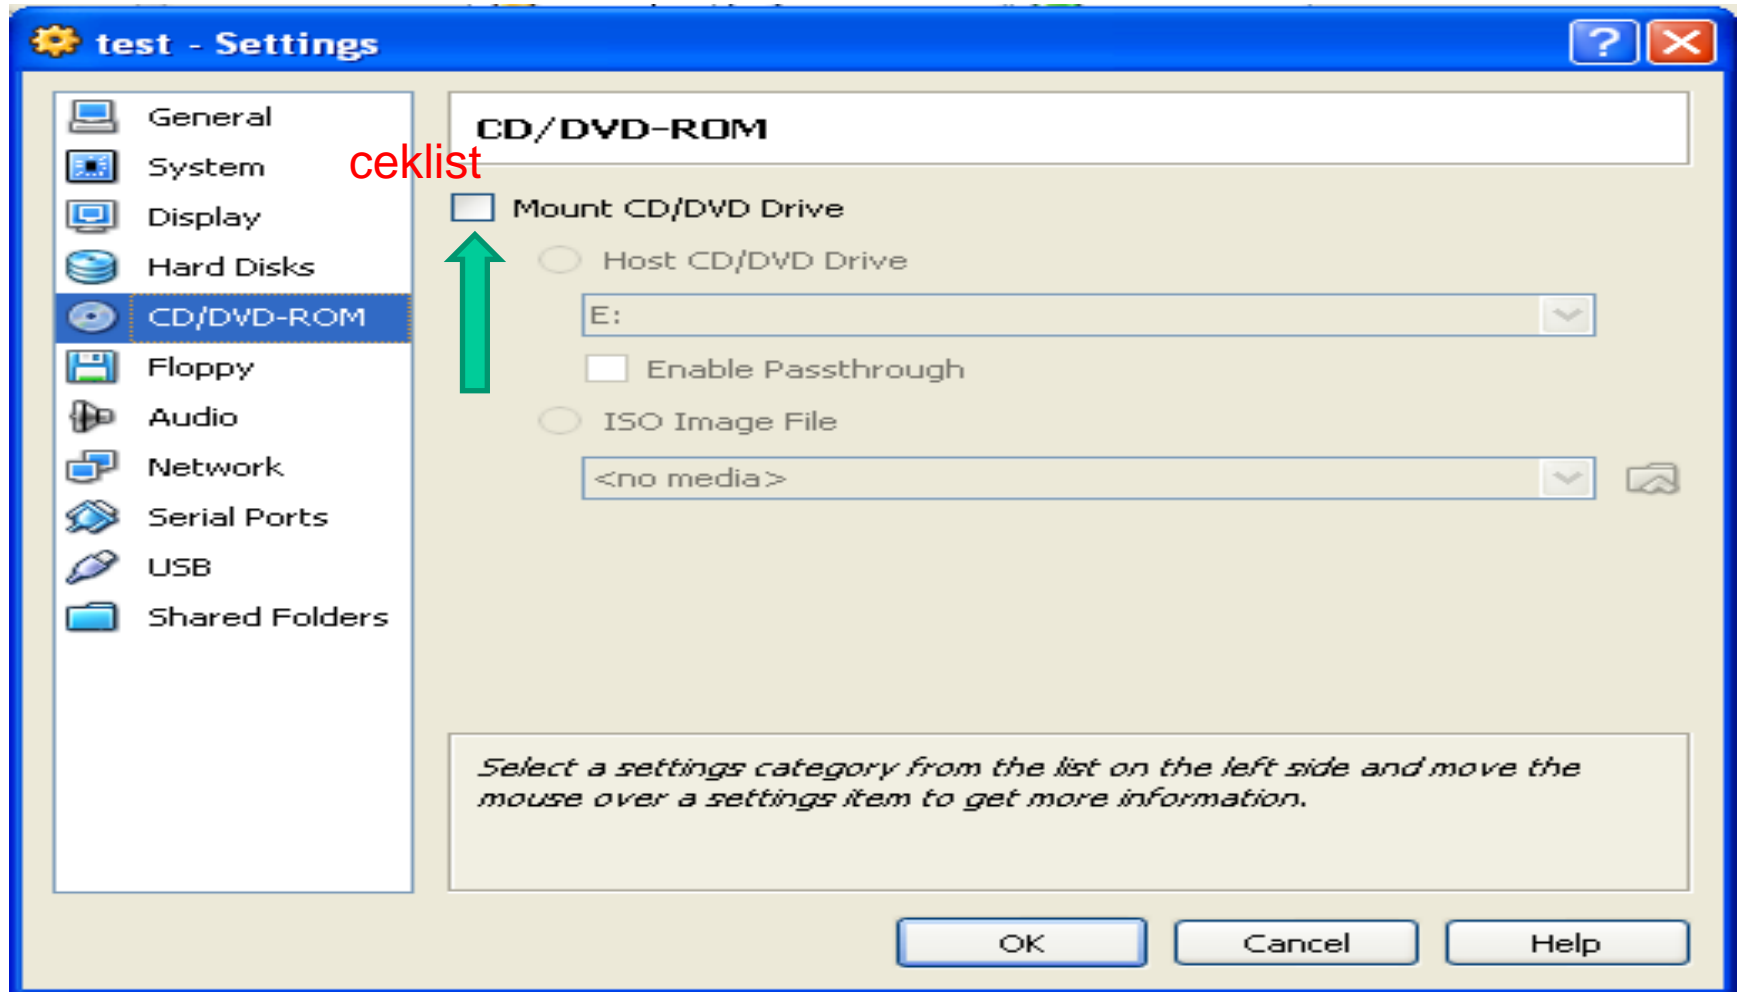 test - Settings
General
System
Display
Hard Disks
CD/DVD-ROM
Floppy
Audio
Network
Serial Ports
USB
Shared Folders
CD/DVD-ROM
ceklist
Mount CD/DVD Drive
Host CD/DVD Drive
E:
Enable Passthrough
ISO Image File
<no media>
Select a settings category from the list on the left side and move the
mouse over a settings item to get more information.
OK Cancel Help